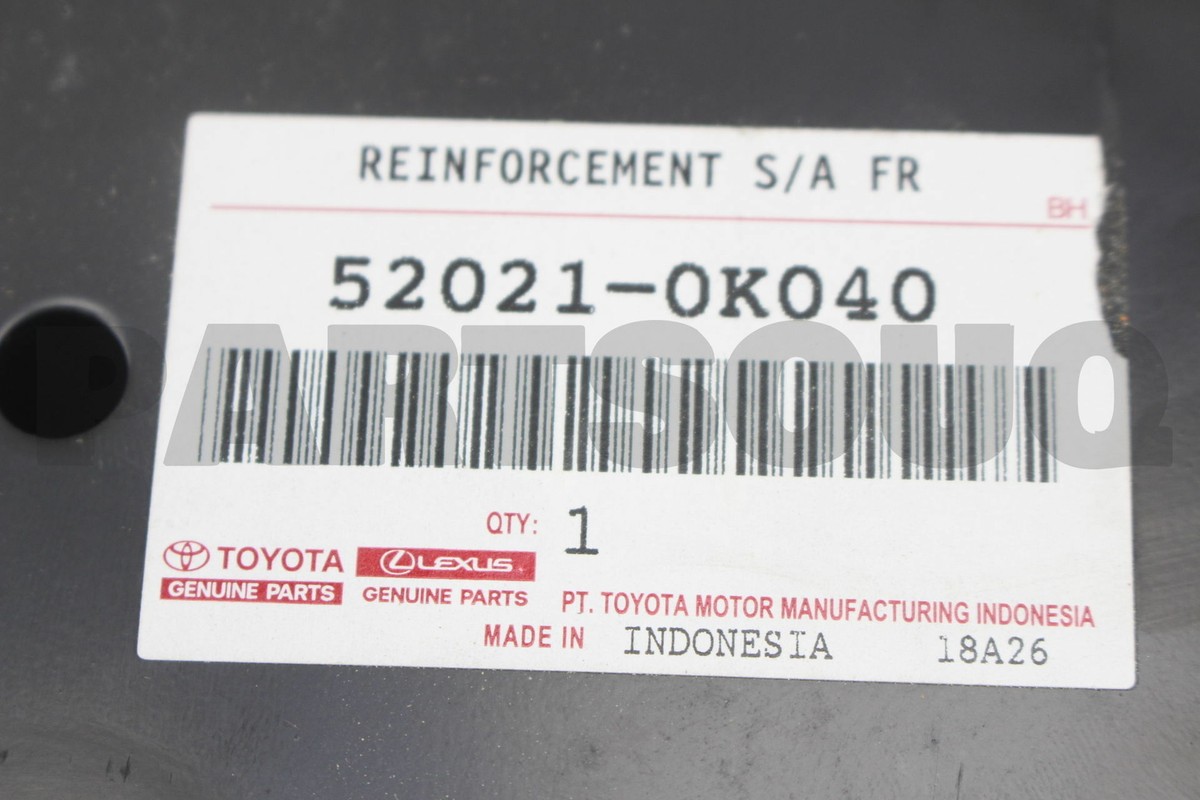 REINFORCEMENT S/A FR
BIH
52021-0K040
PARTSOUQ
QTY: 1
TOYOTA
GENUINE PARTS
LEXUS
GENUINE PARTS
PT. TOYOTA MOTOR MANUFACTURING INDONESIA
MADE IN INDONESIA 18A26